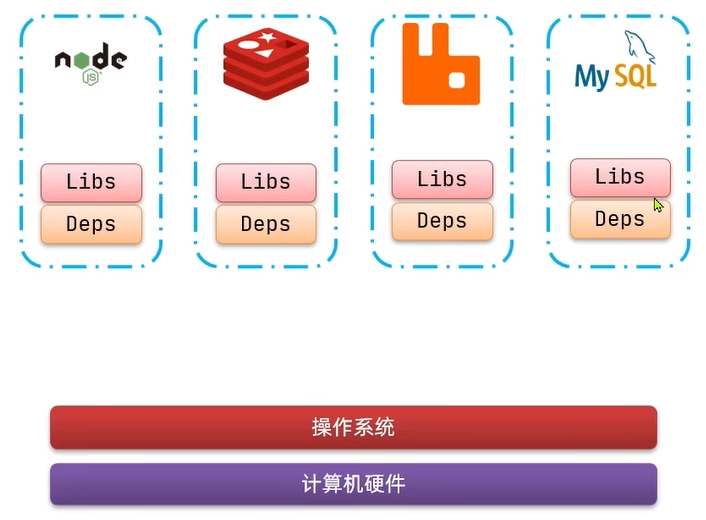 node
JS
MySQL
Libs
Libs
Libs
Libs
Deps
Deps
Deps
Deps
操作系统
计算机硬件